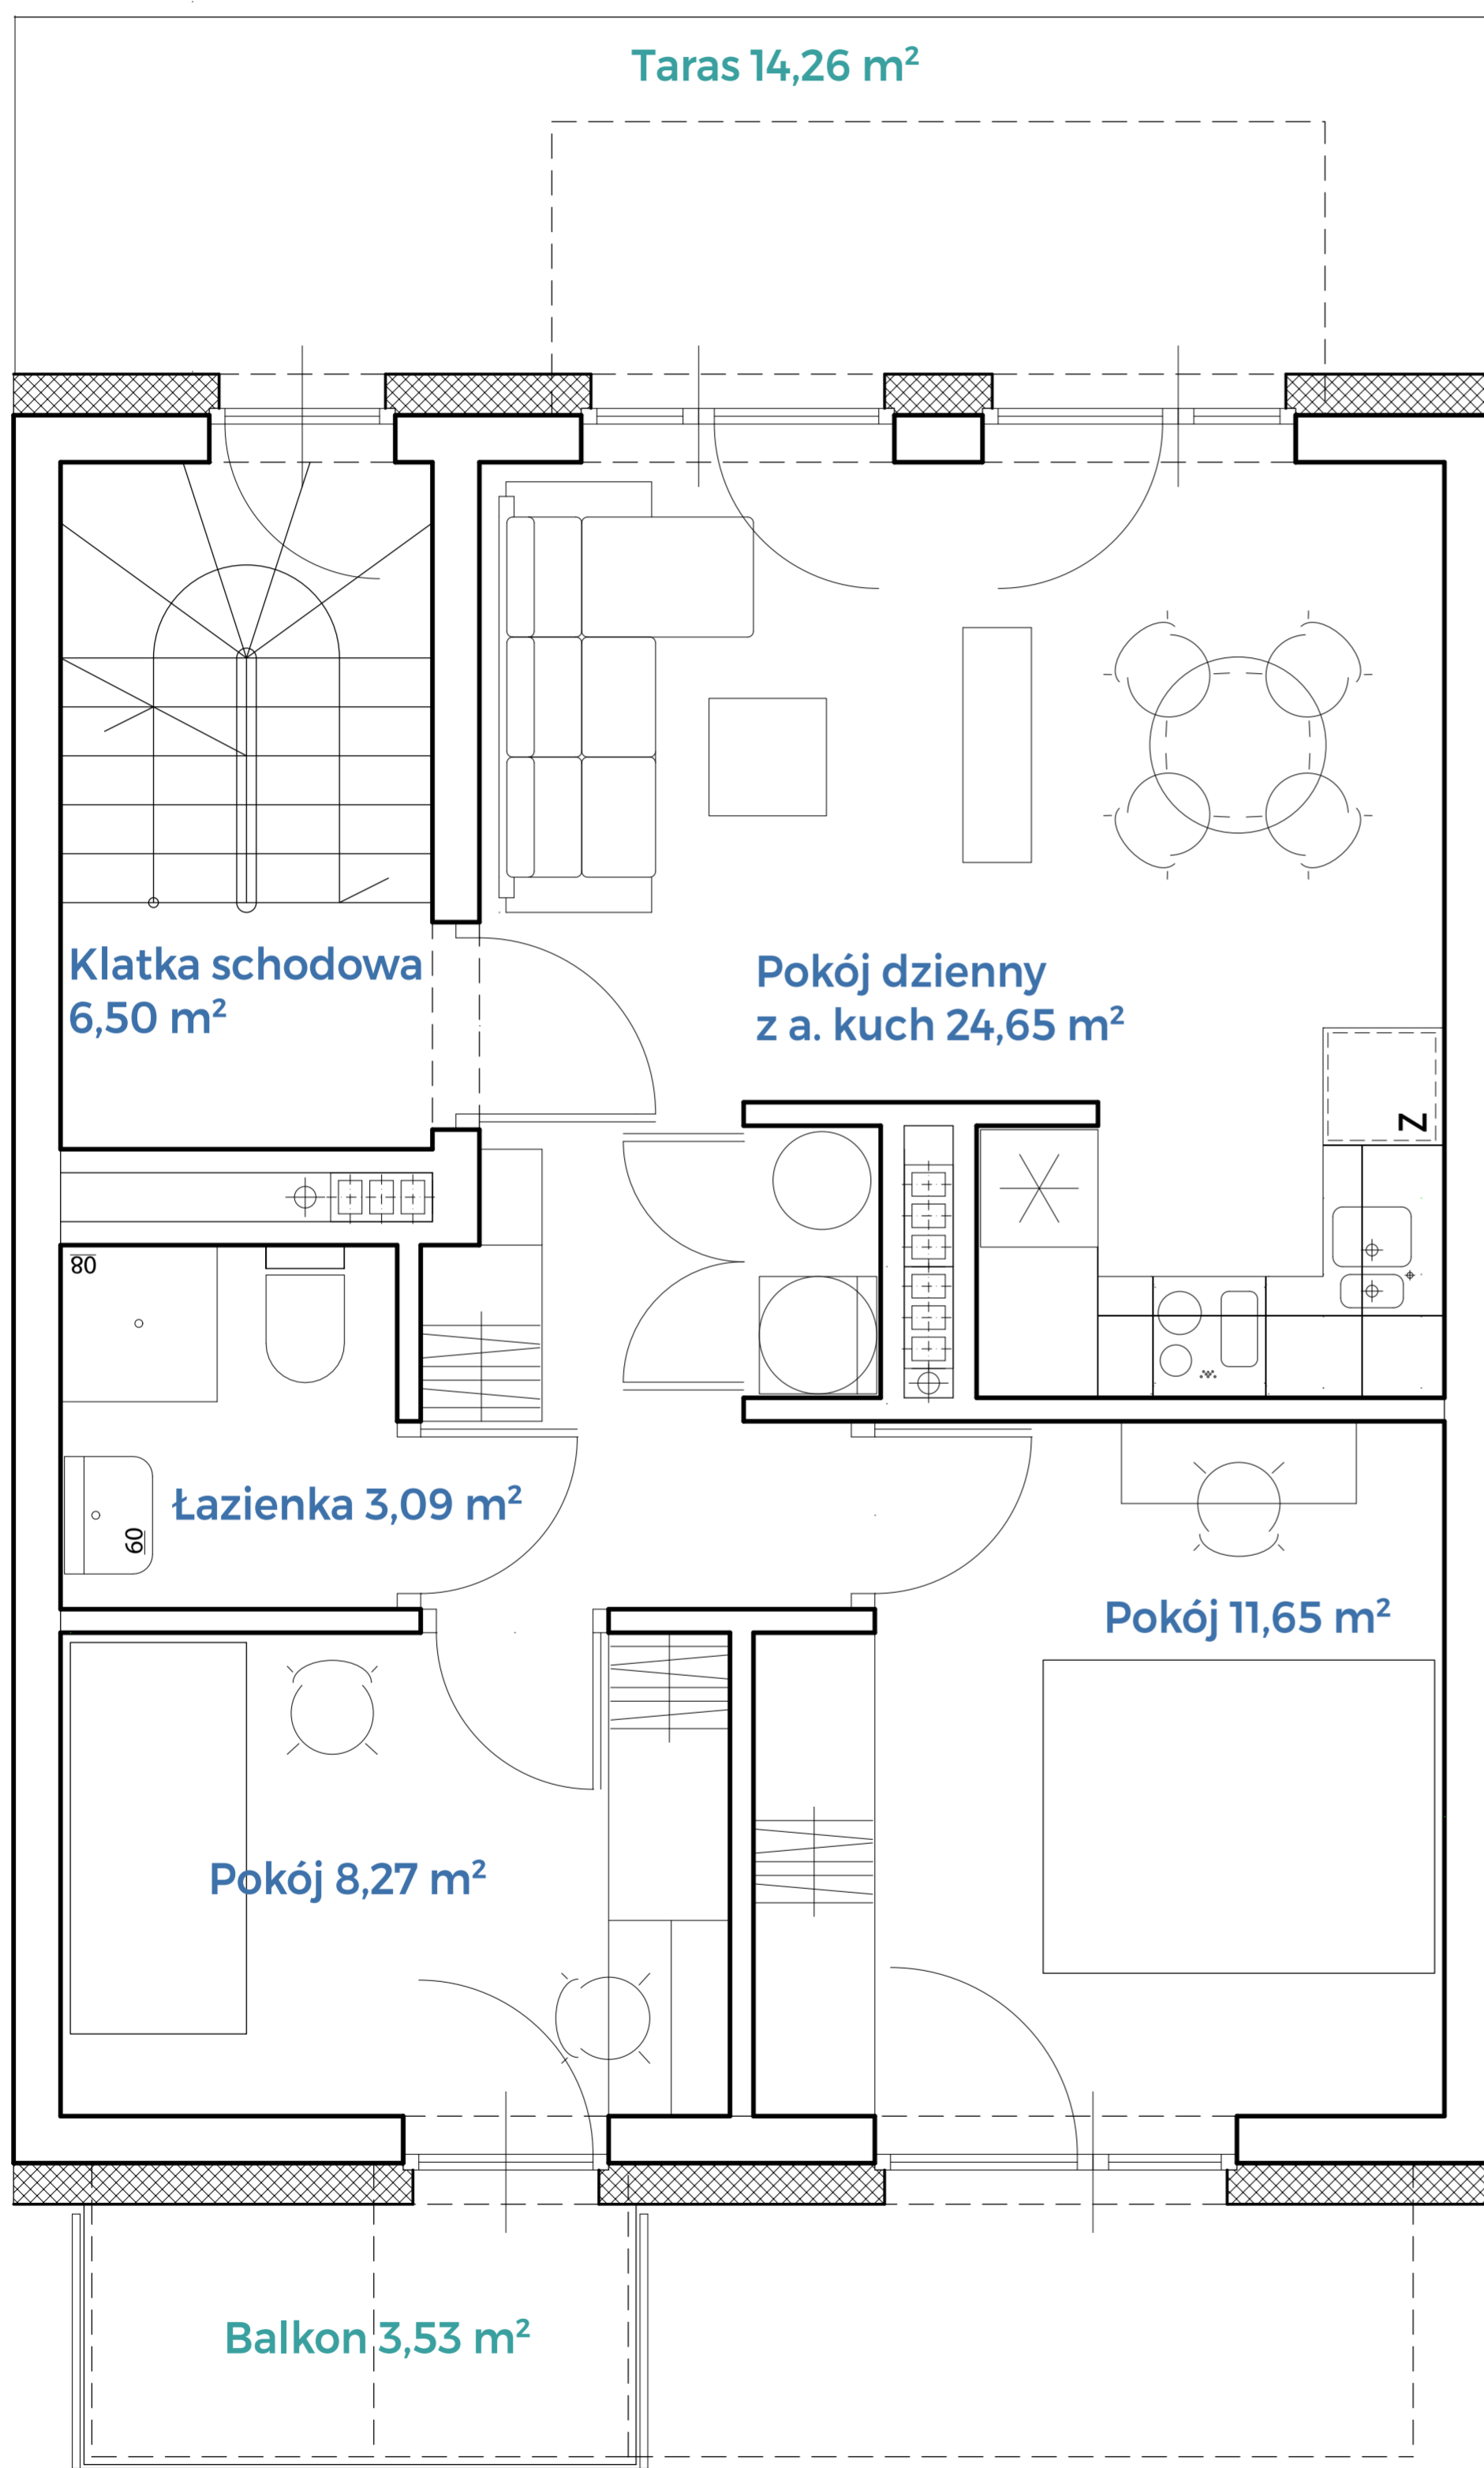 Taras 14,26 m²
Klatka schodowa
6,50 m²
Pokój dzienny
z a. kuch 24,65 m²
Z
80
Łazienka 3,09 m²
60
Pokój 11,65 m²
Pokój 8,27 m²
Balkon 3,53 m²